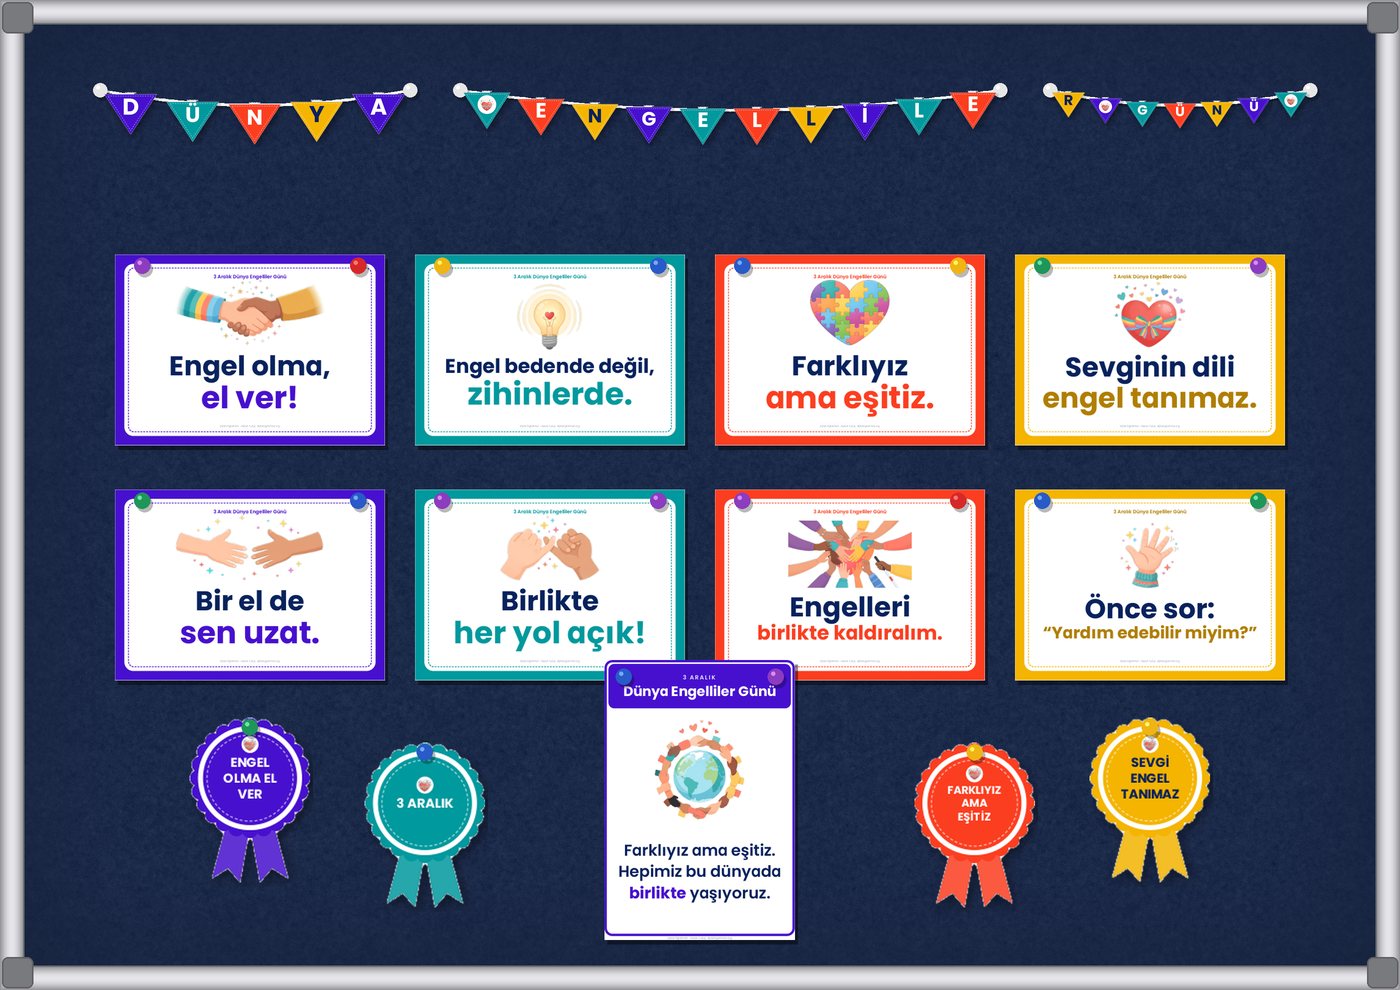 DÜNYA
ENGELLİLE
R GÜNÜ
3 Aralık Dünya Engelliler Günü
Engel olma,
el ver!
3 Aralık Dünya Engelliler Günü
Engel bedende değil,
zihinlerde.
3 Aralık Dünya Engelliler Günü
Farklıyız
ama eşitiz.
3 Aralık Dünya Engelliler Günü
Sevginin dili
engel tanımaz.
3 Aralık Dünya Engelliler Günü
Bir el de
sen uzat.
3 Aralık Dünya Engelliler Günü
Birlikte
her yol açık!
3 Aralık Dünya Engelliler Günü
Engelleri
birlikte kaldıralım.
3 Aralık Dünya Engelliler Günü
Önce sor:
“Yardım edebilir miyim?”
ENGEL
OLMA EL
VER
3 ARALIK
3 ARALIK
Dünya Engelliler Günü
Farklıyız ama eşitiz.
Hepimiz bu dünyada
birlikte yaşıyoruz.
FARKLIYIZ
AMA
EŞİTİZ
SEVGİ
ENGEL
TANIMAZ